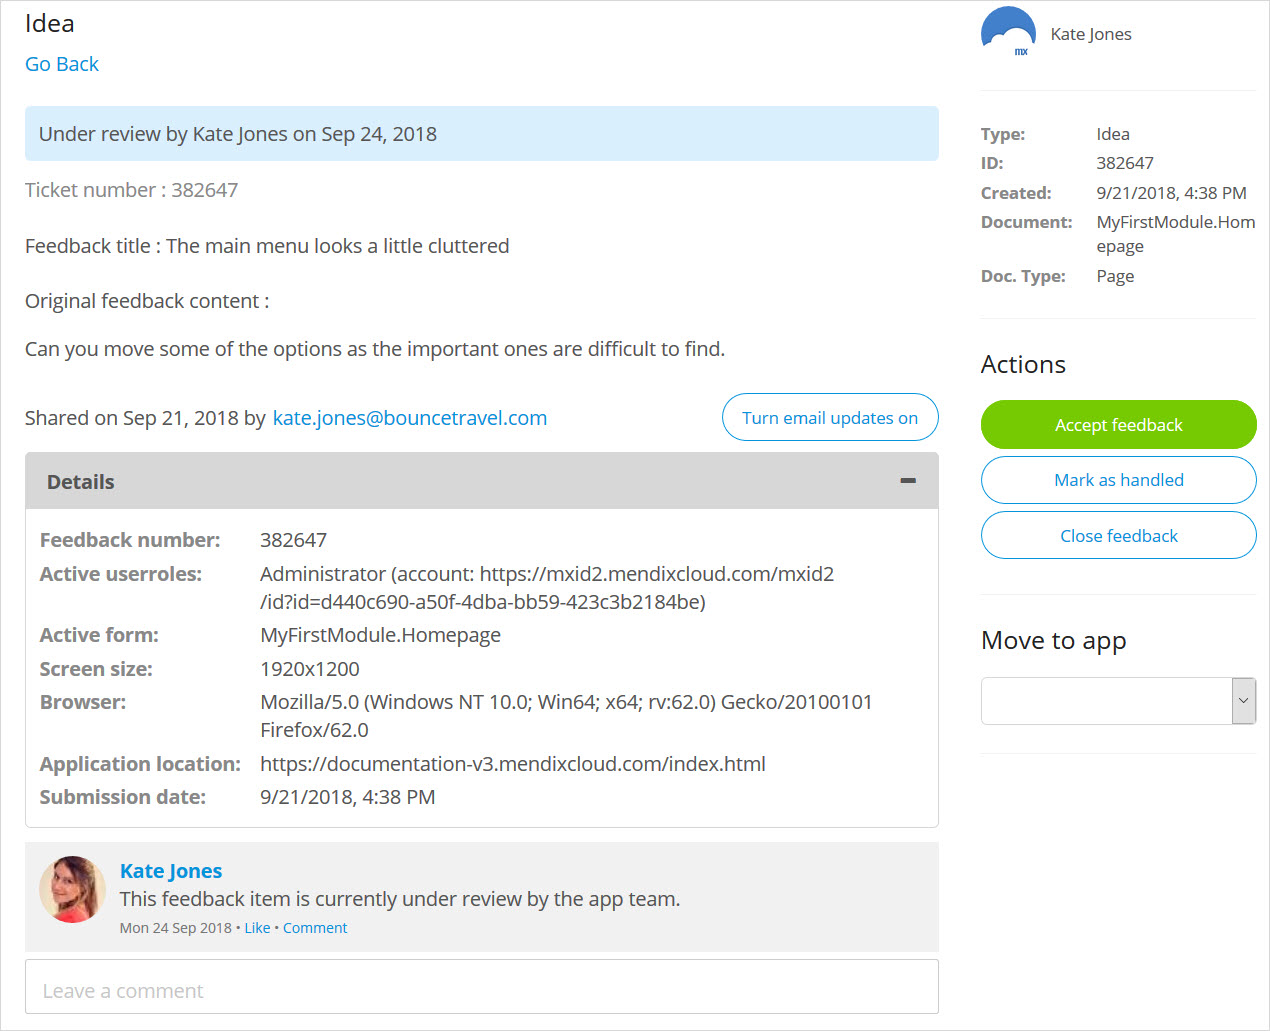 Idea
Go Back
Under review by Kate Jones on Sep 24, 2018
Ticket number : 382647
Feedback title : The main menu looks a little cluttered
Original feedback content :
Can you move some of the options as the important ones are difficult to find.
Shared on Sep 21, 2018 by kate.jones@bouncetravel.com
Turn email updates on
Details
Feedback number: 382647
Active userroles: Administrator (account: https://mxid2.mendixcloud.com/mxid2
/id?id=d440c690-a50f-4dba-bb59-423c3b2184be)
Active form: MyFirstModule.Homepage
Screen size: 1920x1200
Browser: Mozilla/5.0 (Windows NT 10.0; Win64; x64; rv:62.0) Gecko/20100101
Firefox/62.0
Application location: https://documentation-v3.mendixcloud.com/index.html
Submission date: 9/21/2018, 4:38 PM
Kate Jones
This feedback item is currently under review by the app team.
Mon 24 Sep 2018 • Like • Comment
Leave a comment
mx
Kate Jones
Type: Idea
ID: 382647
Created: 9/21/2018, 4:38 PM
Document: MyFirstModule.Hom
epage
Doc. Type: Page
Actions
Accept feedback
Mark as handled
Close feedback
Move to app